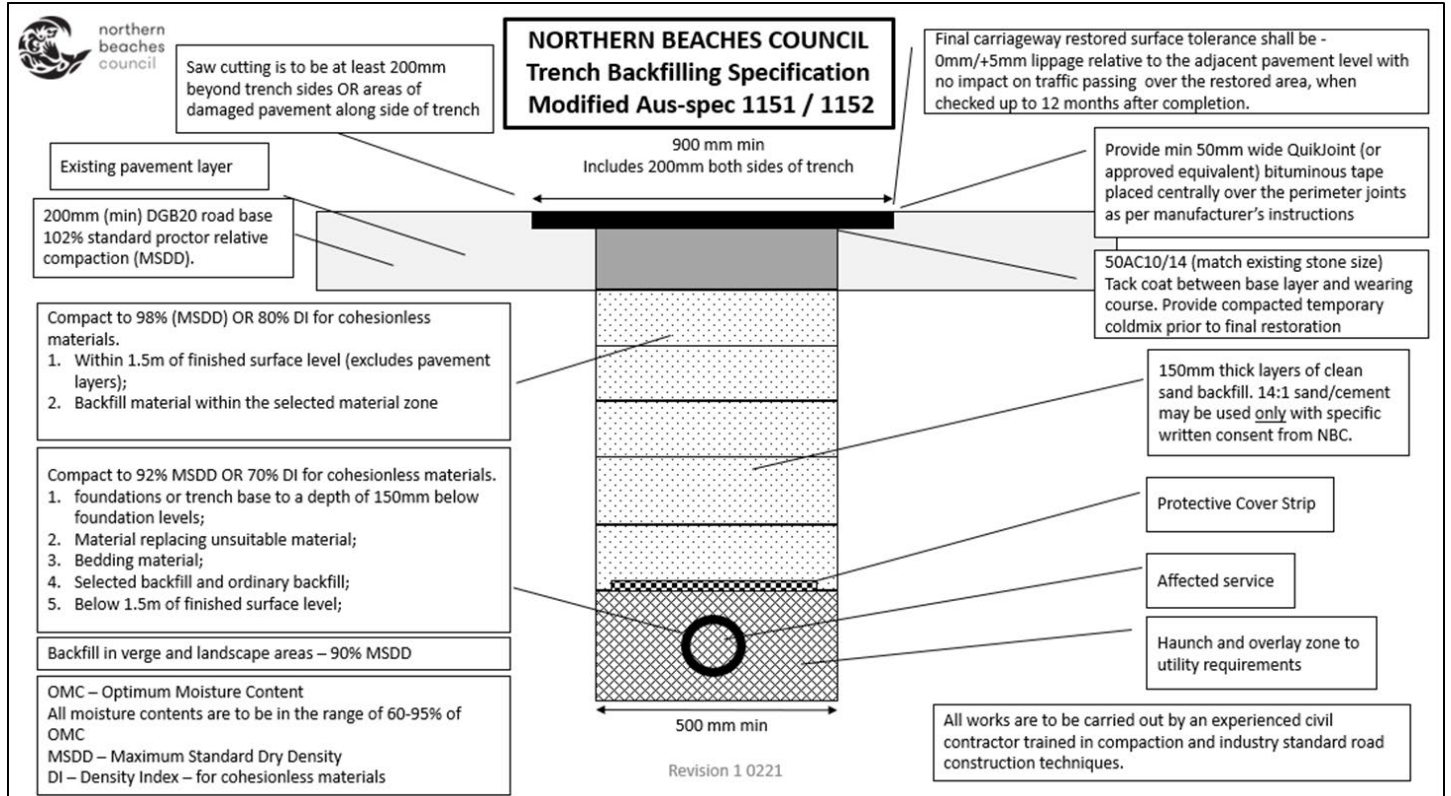 northern
beaches
council
NORTHERN BEACHES COUNCIL
Trench Backfilling Specification
Modified Aus-spec 1151 / 1152
Saw cutting is to be at least 200mm
beyond trench sides OR areas of
damaged pavement along side of trench
Final carriageway restored surface tolerance shall be -
0mm/+5mm lippage relative to the adjacent pavement level with
no impact on traffic passing over the restored area, when
checked up to 12 months after completion.
900 mm min
Includes 200mm both sides of trench
Existing pavement layer
Provide min 50mm wide QuikJoint (or
approved equivalent) bituminous tape
placed centrally over the perimeter joints
as per manufacturer’s instructions
200mm (min) DGB20 road base
102% standard proctor relative
compaction (MSDD).
50AC10/14 (match existing stone size)
Tack coat between base layer and wearing
course. Provide compacted temporary
coldmix prior to final restoration
Compact to 98% (MSDD) OR 80% DI for cohesionless
materials.
1. Within 1.5m of finished surface level (excludes pavement
layers);
2. Backfill material within the selected material zone
150mm thick layers of clean
sand backfill. 14:1 sand/cement
may be used only with specific
written consent from NBC.
Compact to 92% MSDD OR 70% DI for cohesionless materials.
1. foundations or trench base to a depth of 150mm below
foundation levels;
2. Material replacing unsuitable material;
3. Bedding material;
4. Selected backfill and ordinary backfill;
5. Below 1.5m of finished surface level;
Protective Cover Strip
Affected service
Haunch and overlay zone to
utility requirements
Backfill in verge and landscape areas – 90% MSDD
OMC – Optimum Moisture Content
All moisture contents are to be in the range of 60-95% of
OMC
MSDD – Maximum Standard Dry Density
DI – Density Index – for cohesionless materials
500 mm min
Revision 1 0221
All works are to be carried out by an experienced civil
contractor trained in compaction and industry standard road
construction techniques.